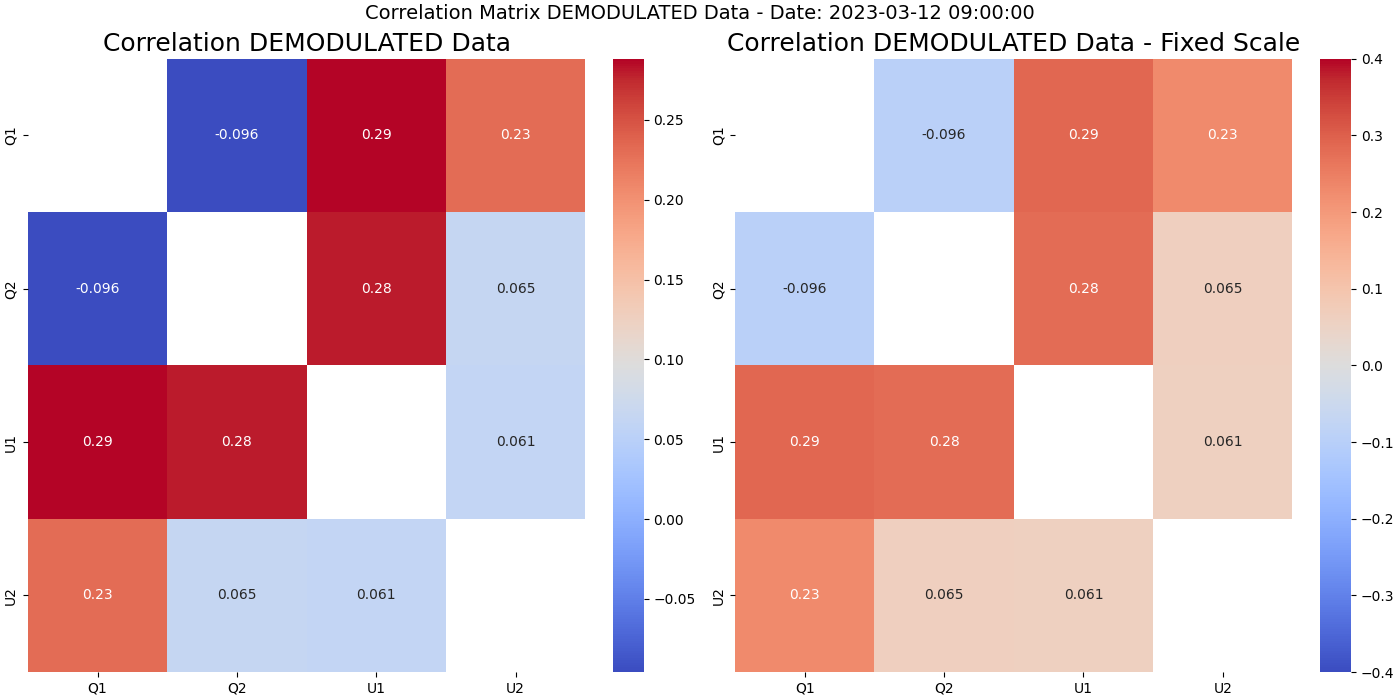 Correlation Matrix DEMODULATED Data - Date: 2023-03-12 09:00:00
Correlation DEMODULATED Data
Q1
-0.096
0.29
0.23
Q2
-0.096
0.28
0.065
U1
0.29
0.28
0.061
U2
0.23
0.065
0.061
Q1
Q2
U1
U2
0.25
0.20
0.15
0.10
0.05
0.00
−0.05
Correlation DEMODULATED Data - Fixed Scale
Q1
-0.096
0.29
0.23
Q2
-0.096
0.28
0.065
U1
0.29
0.28
0.061
U2
0.23
0.065
0.061
Q1
Q2
U1
U2
0.4
0.3
0.2
0.1
0.0
−0.1
−0.2
−0.3
−0.4